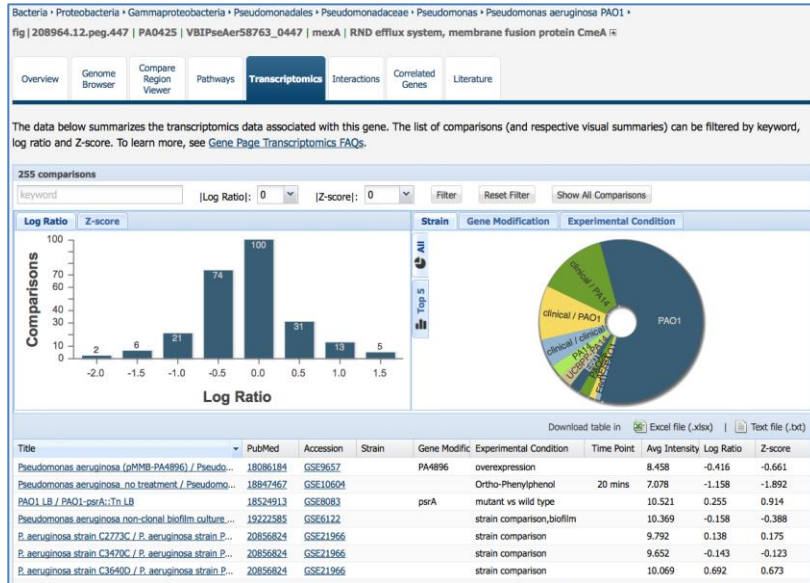 Bacteria › Proteobacteria › Gammaproteobacteria › Pseudomonadales › Pseudomonadaceae › Pseudomonas › Pseudomonas aeruginosa PAO1 ›
fig|208964.12.peg.447 | PA0425 | VBIPseAer58763_0447 | mexA | RND efflux system, membrane fusion protein CmeA
Overview Genome Browser Compare Region Viewer Pathways Transcriptomics Interactions Correlated Genes Literature
The data below summarizes the transcriptomics data associated with this gene. The list of comparisons (and respective visual summaries) can be filtered by keyword,
log ratio and Z-score. To learn more, see Gene Page Transcriptomics FAQs.
255 comparisons
keyword |Log Ratio|: 0 |Z-score|: 0 Filter Reset Filter Show All Comparisons
Log Ratio Z-score Strain Gene Modification Experimental Condition
All
Top 5
Comparisons
100
70
60
40
30
10
0
2 6 21 74 100 31 13 5
-2.0 -1.5 -1.0 -0.5 0.0 0.5 1.0 1.5
Log Ratio
clinical / PA14
clinical / PAO1
clinical / clinical
PA14
UCBPP-PA14
PAO1
Download table in Excel file (.xlsx) | Text file (.txt)
Title PubMed Accession Strain Gene Modific Experimental Condition Time Point Avg Intensity Log Ratio Z-score
Pseudomonas aeruginosa (pMMB-PA4896) / Pseudo... 18086184 GSE9657 PA4896 overexpression 8.458 -0.416 -0.661
Pseudomonas aeruginosa no treatment / Pseudomo... 18847467 GSE10604 Ortho-Phenylphenol 20 mins 7.078 -1.158 -1.892
PAO1 LB / PAO1-psrA::Tn LB 18524913 GSE8083 psrA mutant vs wild type 10.521 0.255 0.914
Pseudomonas aeruginosa non-clonal biofilm culture ... 19222585 GSE6122 strain comparison,biofilm 10.369 -0.158 -0.388
P. aeruginosa strain C2773C / P. aeruginosa strain P... 20856824 GSE21966 strain comparison 9.792 0.138 0.175
P. aeruginosa strain C3470C / P. aeruginosa strain P... 20856824 GSE21966 strain comparison 9.652 -0.143 -0.123
P. aeruginosa strain C3640D / P. aeruginosa strain P... 20856824 GSE21966 strain comparison 10.069 0.692 0.673